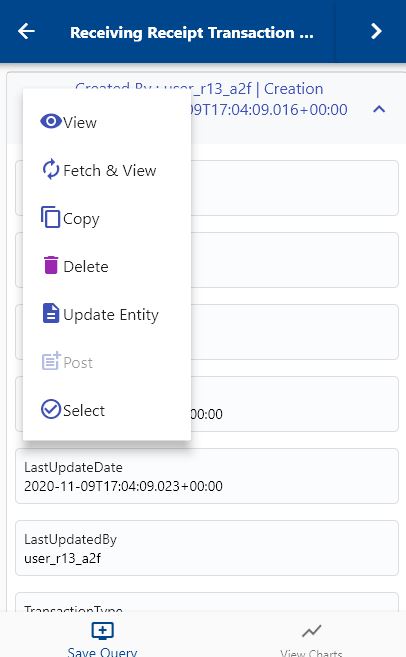 Receiving Receipt Transaction ...
Created By : user_r13_a2f | Creation
09T17:04:09.016+00:00
View
Fetch & View
Copy
Delete
Update Entity
Post
Select
00:00
LastUpdateDate
2020-11-09T17:04:09.023+00:00
LastUpdatedBy
user_r13_a2f
TransactionType
Save Query
View Charts